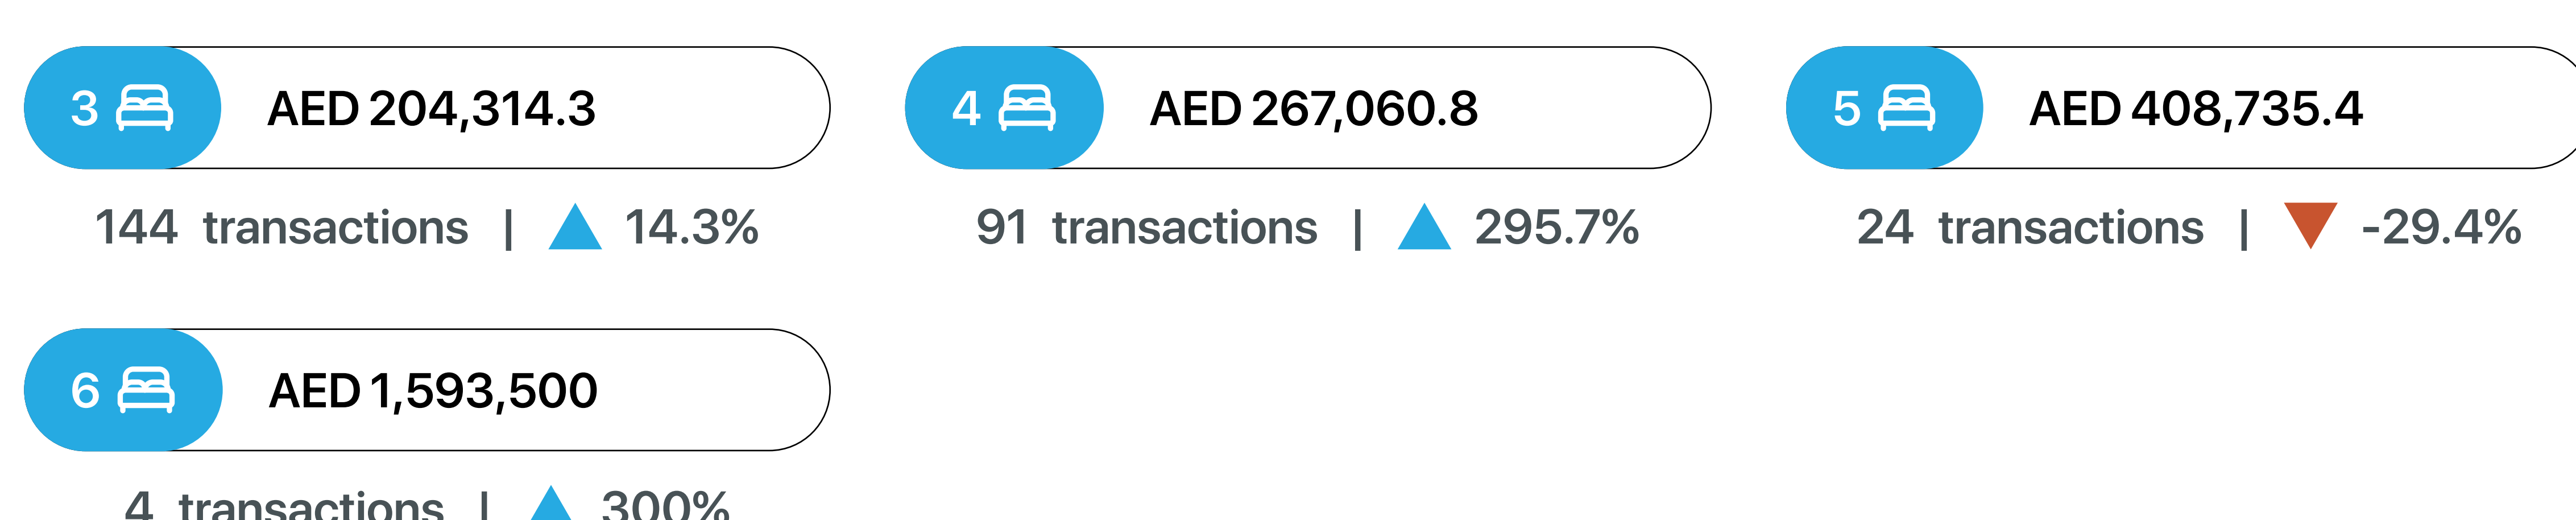 3 AED 204,314.3
144 transactions | ▲ 14.3%
4 AED 267,060.8
91 transactions | ▲ 295.7%
5 AED 408,735.4
24 transactions | ▼ -29.4%
6 AED 1,593,500
4 transactions | ▲ 300%